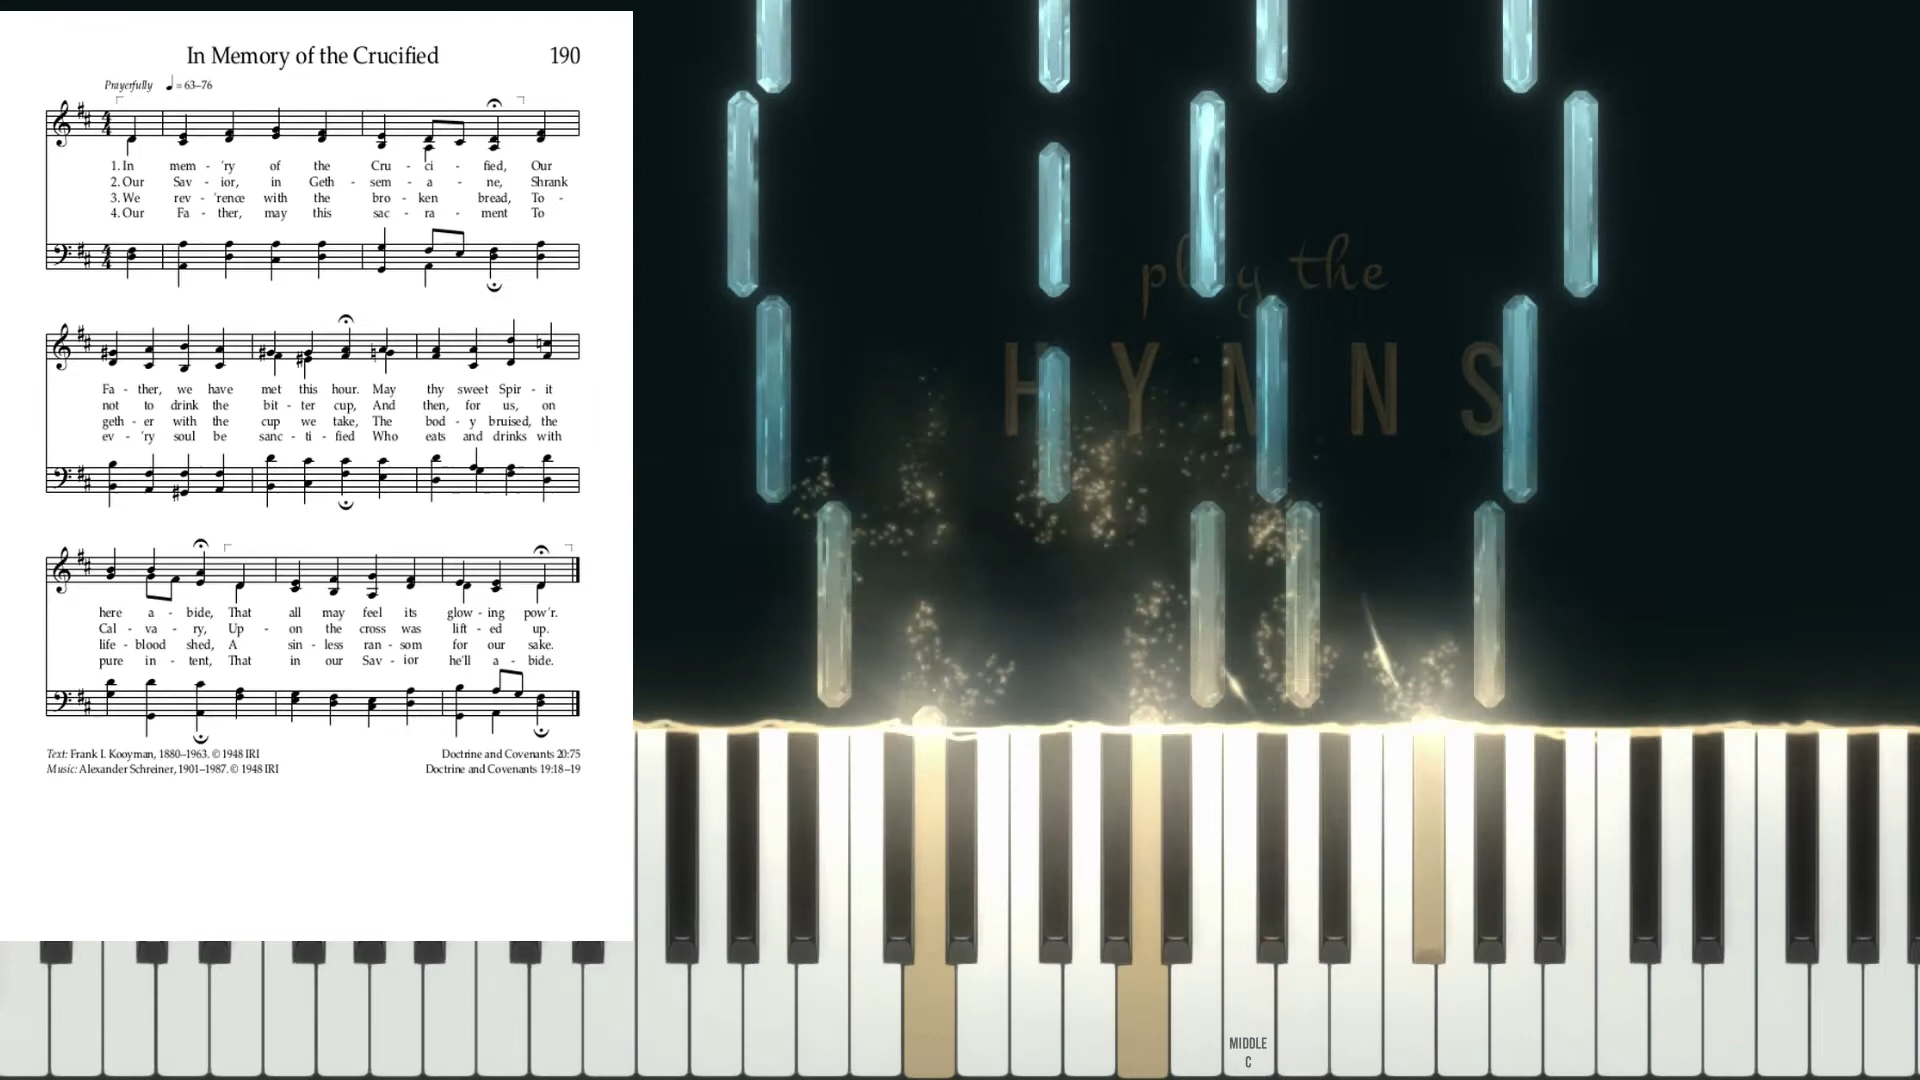 In Memory of the Crucified 190
Prayerfully ♩ = 63–76
1. In mem - 'ry of the Cru - ci - fied, Our
2. Our Sav - ior, in Geth - sem - a - ne, Shrank
3. We rev - 'rence with the bro - ken bread, To -
4. Our Fa - ther, may this sac - ra - ment To
Fa - ther, we have met this hour. May thy sweet Spir - it
not to drink the bit - ter cup, And then, for us, on
geth - er with the cup we take, The bod - y bruised, the
ev - 'ry soul be sanc - ti - fied Who eats and drinks with
here a - bide, That all may feel its glow - ing pow'r.
Cal - va - ry, Up - on the cross was lift - ed up.
life - blood shed, A sin - less ran - som for our sake.
pure in - tent, That in our Sav - ior he'll a - bide.
Text: Frank I. Kooyman, 1880–1963. © 1948 IRI
Music: Alexander Schreiner, 1901–1987. © 1948 IRI
Doctrine and Covenants 20:75
Doctrine and Covenants 19:18–19
play the
HYMNS
MIDDLE
C